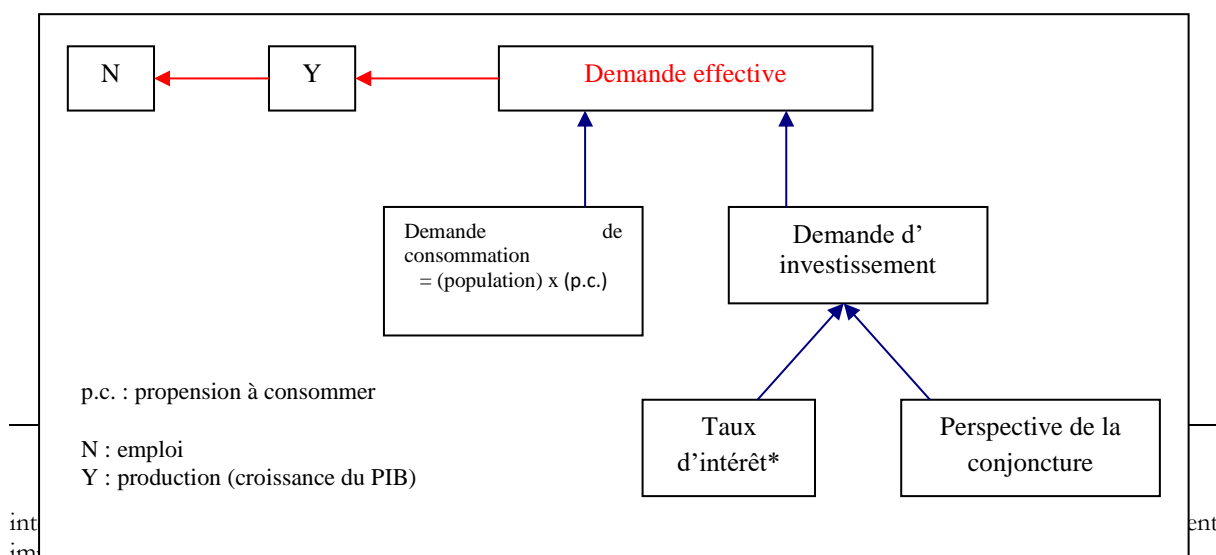 N
Y
Demande effective
Demande de
consommation
= (population) x (p.c.)
Demande d'
investissement
p.c. : propension à consommer
N : emploi
Y : production (croissance du PIB)
Taux
d'intérêt*
Perspective de la
conjoncture
int
ent